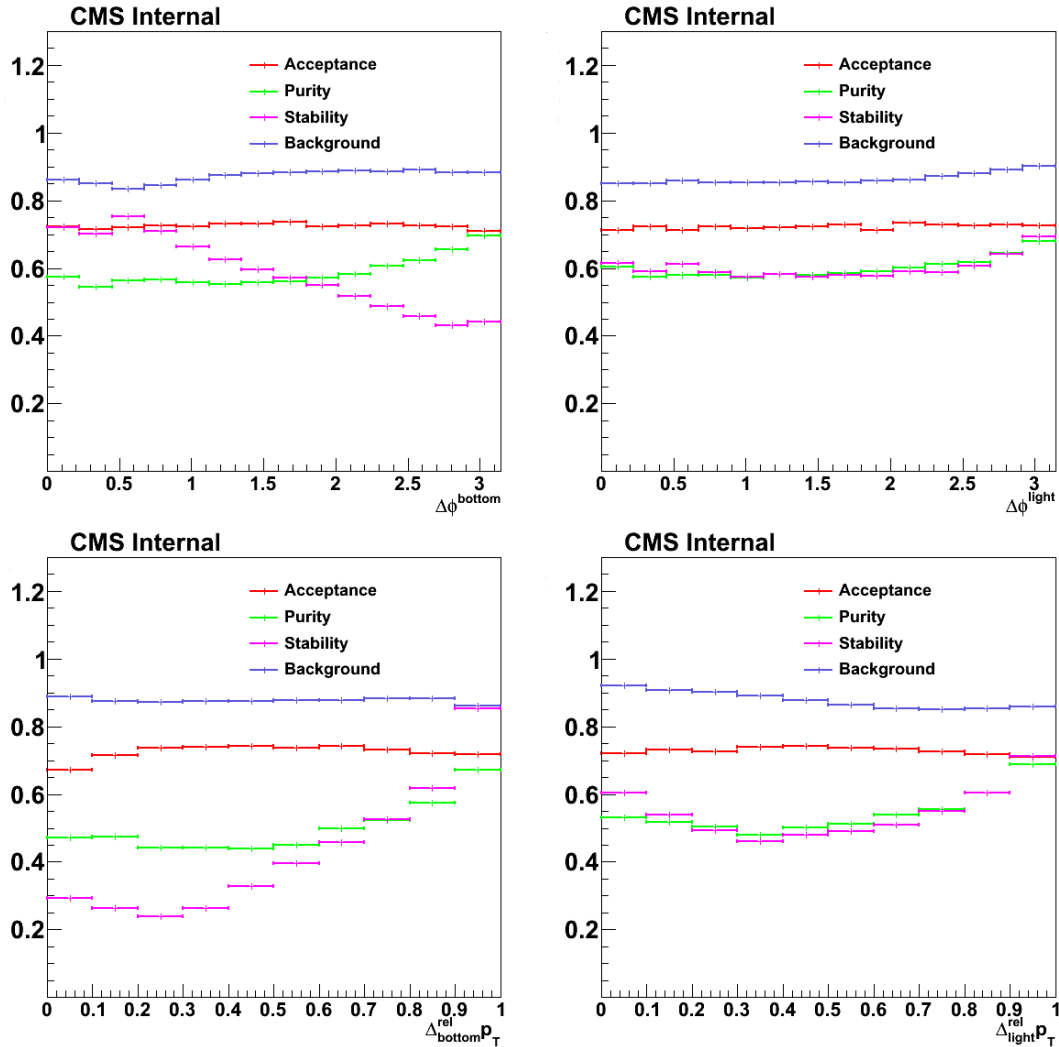 CMS Internal
Acceptance
Purity
Stability
Background
1.2
1
0.8
0.6
0.4
0.2
0 0.5 1 1.5 2 2.5 3
Δϕ^bottom
CMS Internal
Acceptance
Purity
Stability
Background
1.2
1
0.8
0.6
0.4
0.2
0 0.5 1 1.5 2 2.5 3
Δϕ^light
CMS Internal
Acceptance
Purity
Stability
Background
1.2
1
0.8
0.6
0.4
0.2
0 0.1 0.2 0.3 0.4 0.5 0.6 0.7 0.8 0.9 1
Δ^rel_bottom p_T
CMS Internal
Acceptance
Purity
Stability
Background
1.2
1
0.8
0.6
0.4
0.2
0 0.1 0.2 0.3 0.4 0.5 0.6 0.7 0.8 0.9 1
Δ^rel_light p_T